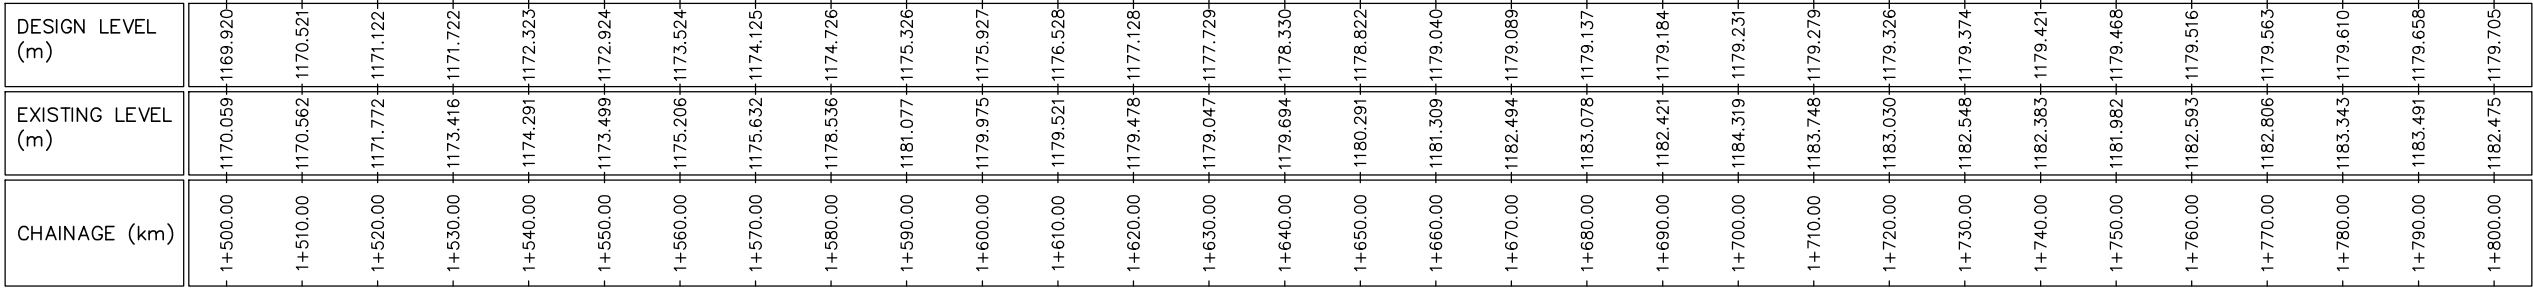 DESIGN LEVEL
(m)
1169.920 1170.521 1171.122 1171.722 1172.323 1172.924 1173.524 1174.125 1174.726 1175.326 1175.927 1176.528 1177.128 1177.729 1178.330 1178.822 1179.040 1179.089 1179.137 1179.184 1179.231 1179.279 1179.326 1179.374 1179.421 1179.468 1179.516 1179.563 1179.610 1179.658 1179.705
EXISTING LEVEL
(m)
1170.059 1170.562 1171.772 1173.416 1174.291 1173.499 1175.206 1175.632 1178.536 1181.077 1179.975 1179.521 1179.478 1179.047 1179.694 1180.291 1181.309 1182.494 1183.078 1182.421 1184.319 1183.748 1183.030 1182.548 1182.383 1181.982 1182.593 1182.806 1183.343 1183.491 1182.475
CHAINAGE (km)
1+500.00 1+510.00 1+520.00 1+530.00 1+540.00 1+550.00 1+560.00 1+570.00 1+580.00 1+590.00 1+600.00 1+610.00 1+620.00 1+630.00 1+640.00 1+650.00 1+660.00 1+670.00 1+680.00 1+690.00 1+700.00 1+710.00 1+720.00 1+730.00 1+740.00 1+750.00 1+760.00 1+770.00 1+780.00 1+790.00 1+800.00